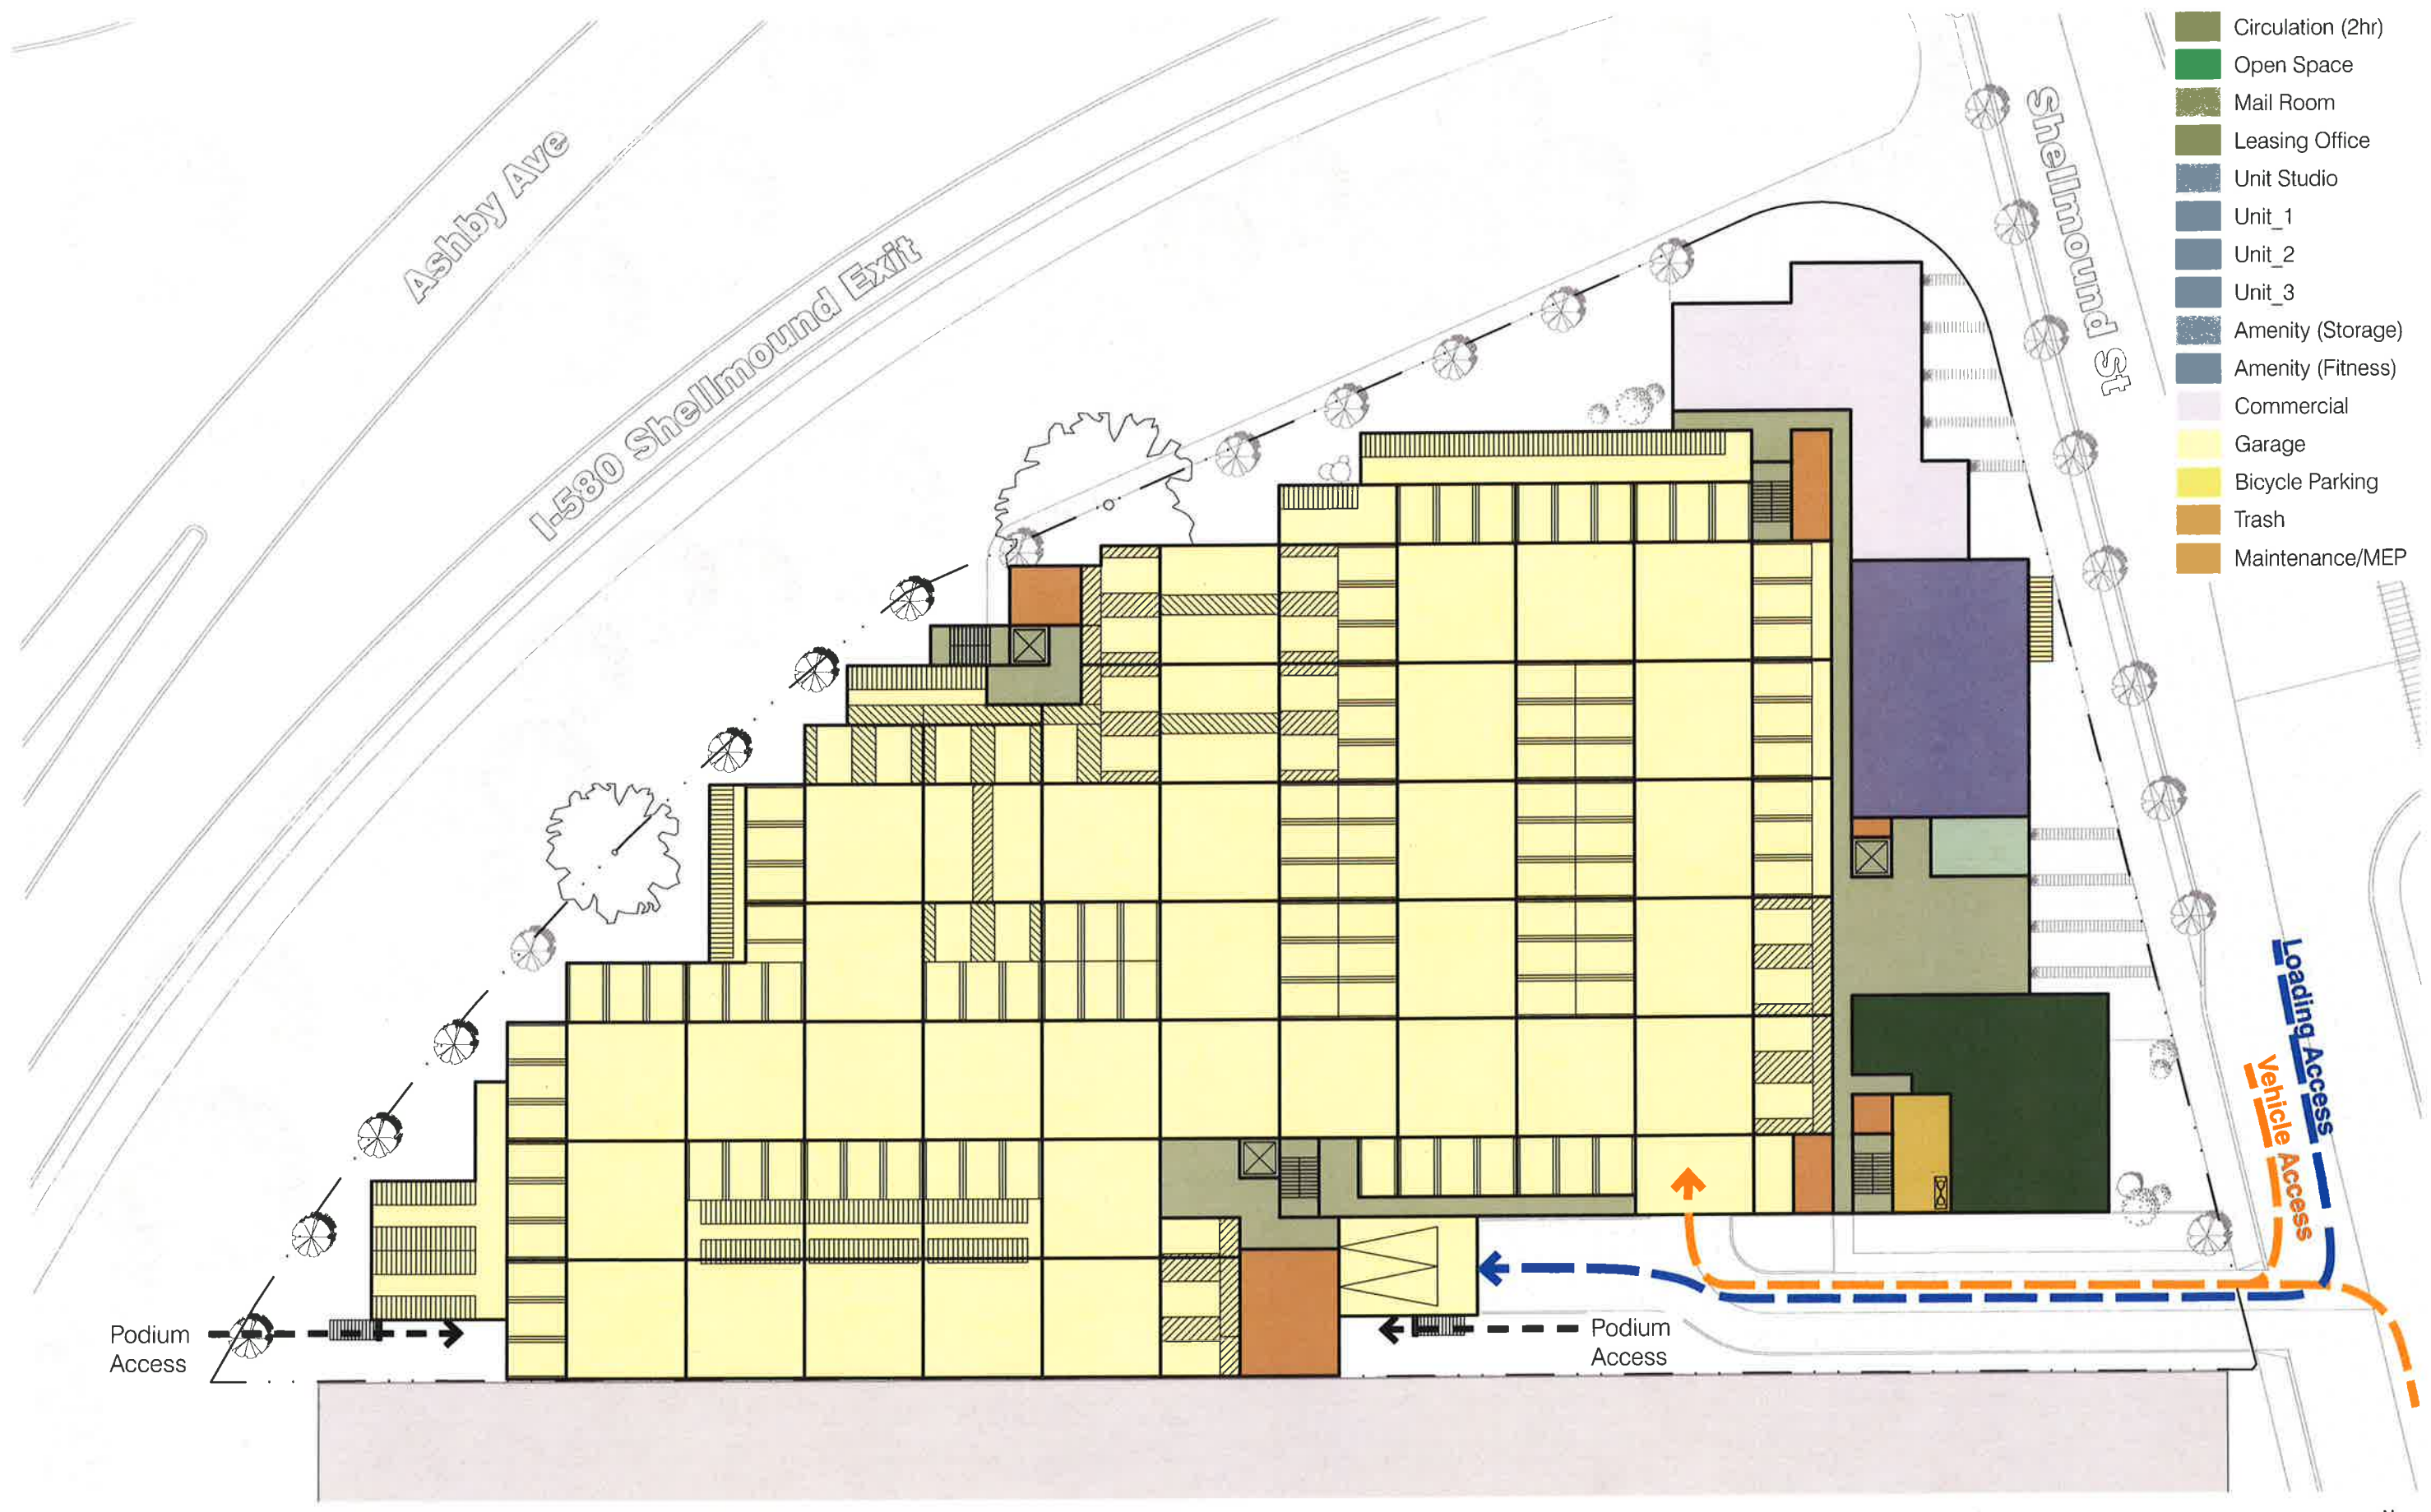 Circulation (2hr)
Open Space
Mail Room
Leasing Office
Unit Studio
Unit_1
Unit_2
Unit_3
Amenity (Storage)
Amenity (Fitness)
Commercial
Garage
Bicycle Parking
Trash
Maintenance/MEP
Ashby Ave
I-580 Shellmound Exit
Shellmound St
Loading Access
Vehicle Access
Podium
Access
Podium
Access